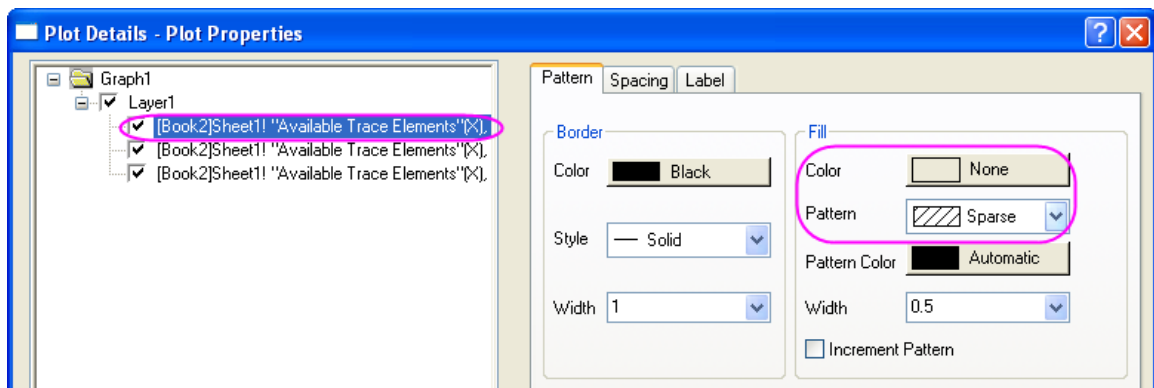 Plot Details - Plot Properties
Graph1
Layer1
[Book2]Sheet1! "Available Trace Elements"(X),
[Book2]Sheet1! "Available Trace Elements"(X),
[Book2]Sheet1! "Available Trace Elements"(X),
Pattern Spacing Label
Border
Color Black
Style Solid
Width 1
Fill
Color None
Pattern Sparse
Pattern Color Automatic
Width 0.5
Increment Pattern